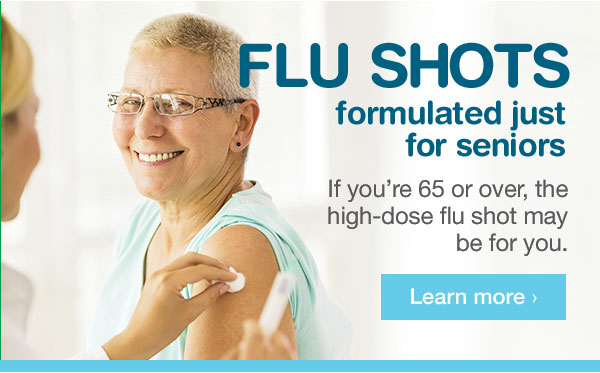 FLU SHOTS
formulated just
for seniors
If you're 65 or over, the
high-dose flu shot may
be for you.
Learn more ›